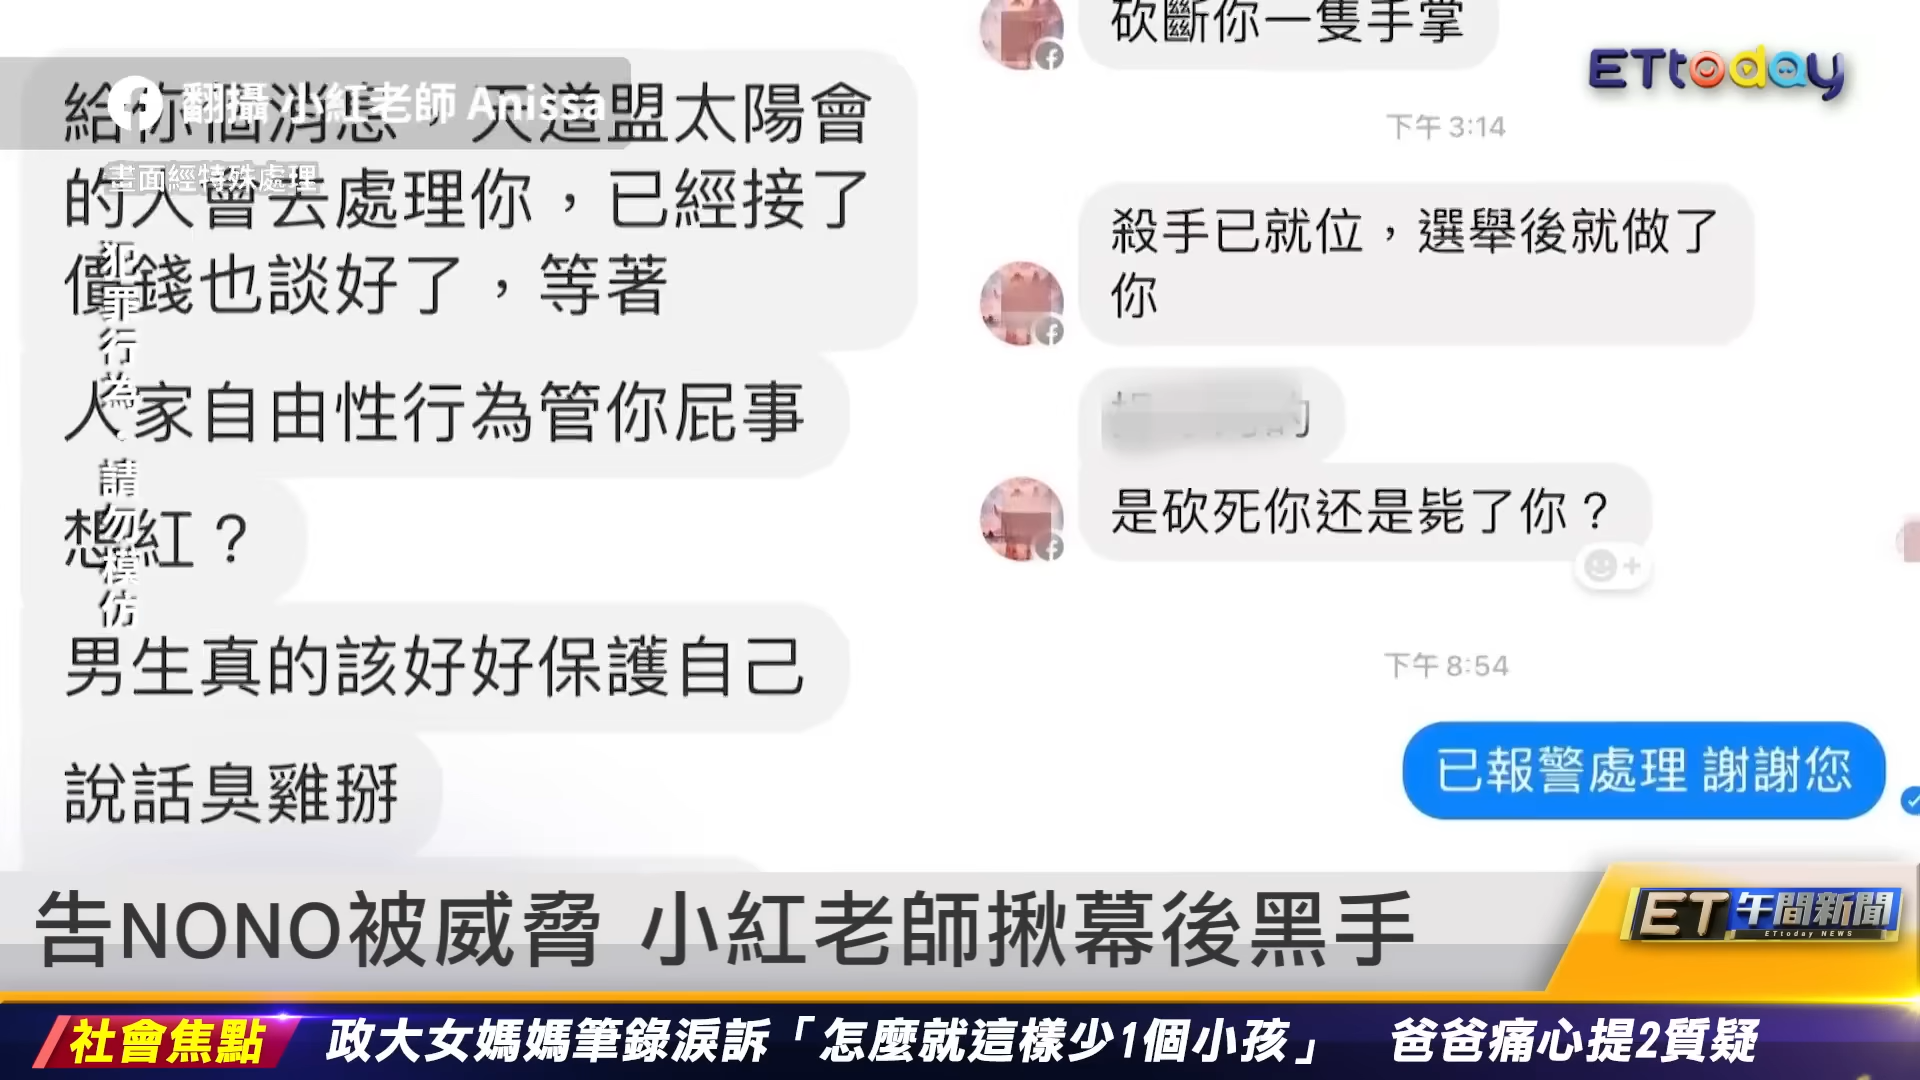 翻攝 小紅老師 Anissa
畫面經特殊處理
犯罪行為・請勿模仿
給你個消息，天道盟太陽會
的人會去處理你，已經接了
價錢也談好了，等著
人家自由性行為管你屁事
想紅？
男生真的該好好保護自己
說話臭雞掰
砍斷你一隻手掌
下午 3:14
殺手已就位，選舉後就做了
你
是砍死你还是毙了你？
下午 8:54
已報警處理 謝謝您
ETtoday
告NONO被威脅 小紅老師揪幕後黑手
ET午間新聞
ETtoday NEWS
社會焦點
政大女媽媽筆錄淚訴「怎麼就這樣少1個小孩」 爸爸痛心提2質疑